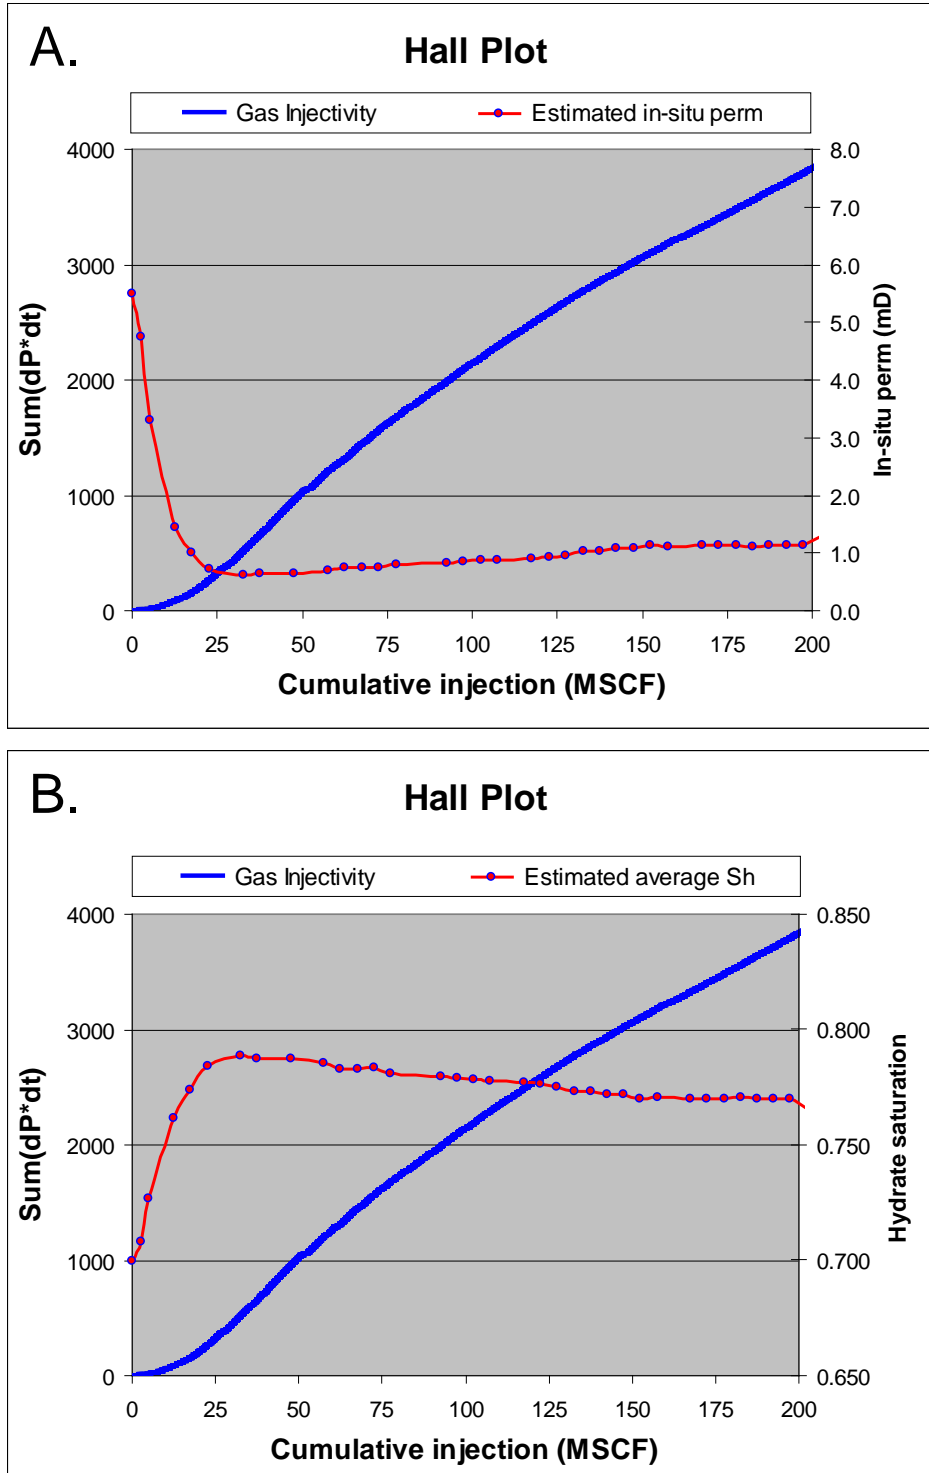 A.
Hall Plot
Gas Injectivity Estimated in-situ perm
4000 8.0
7.0
3000 6.0
5.0
2000 4.0
3.0
1000 2.0
1.0
0 0.0
Sum(dP*dt)
In-situ perm (mD)
0 25 50 75 100 125 150 175 200
Cumulative injection (MSCF)
B.
Hall Plot
Gas Injectivity Estimated average Sh
4000 0.850
3000 0.800
2000 0.750
1000 0.700
0 0.650
Sum(dP*dt)
Hydrate saturation
0 25 50 75 100 125 150 175 200
Cumulative injection (MSCF)